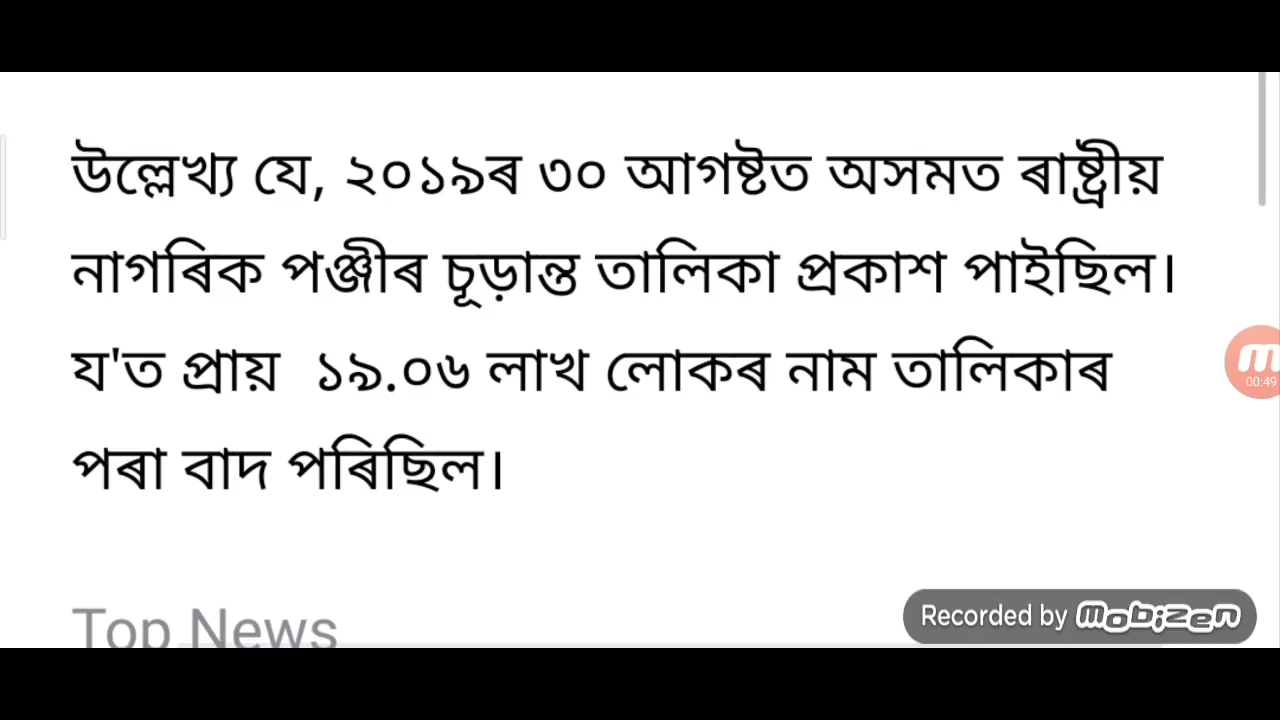 উল্লেখ্য যে, ২০১৯ৰ ৩০ আগষ্টত অসমত ৰাষ্ট্ৰীয়
নাগৰিক পঞ্জীৰ চূড়ান্ত তালিকা প্ৰকাশ পাইছিল।
য'ত প্ৰায় ১৯.০৬ লাখ লোকৰ নাম তালিকাৰ
পৰা বাদ পৰিছিল।
00:49
Recorded by Mobizen
Top News